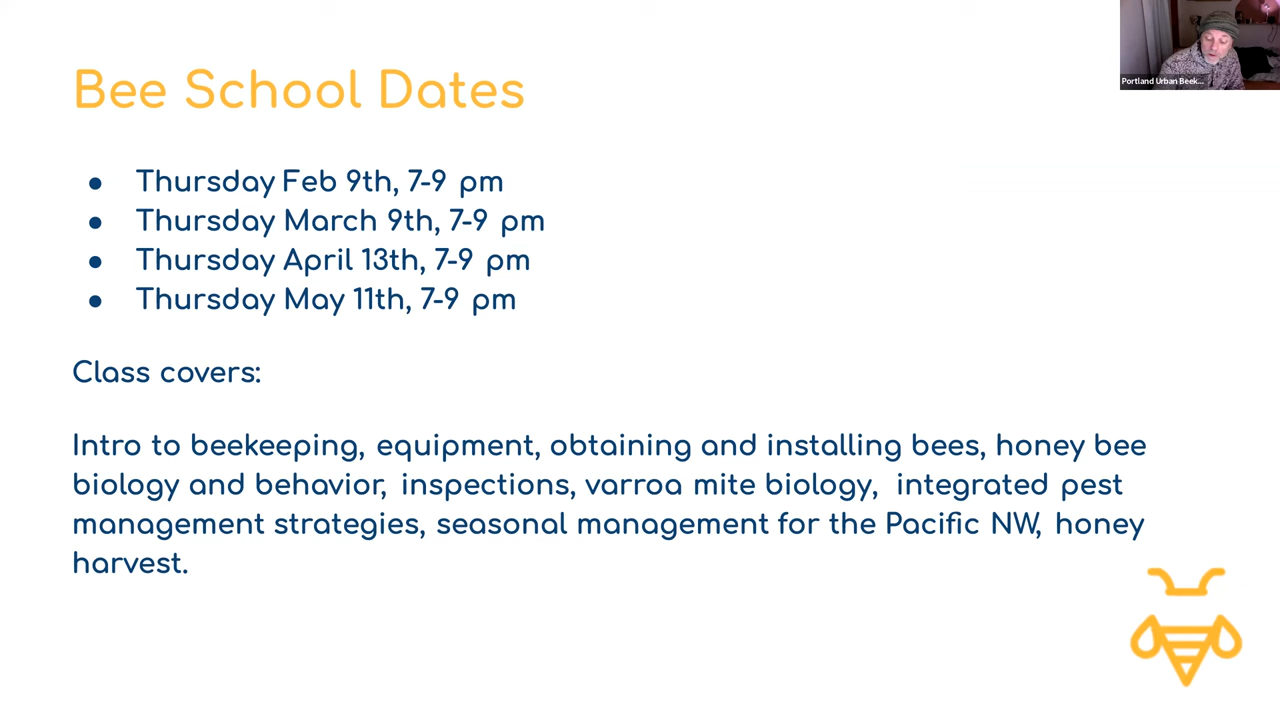 Bee School Dates
Portland Urban Beek...
● Thursday Feb 9th, 7-9 pm
● Thursday March 9th, 7-9 pm
● Thursday April 13th, 7-9 pm
● Thursday May 11th, 7-9 pm
Class covers:
Intro to beekeeping, equipment, obtaining and installing bees, honey bee
biology and behavior, inspections, varroa mite biology, integrated pest
management strategies, seasonal management for the Pacific NW, honey
harvest.